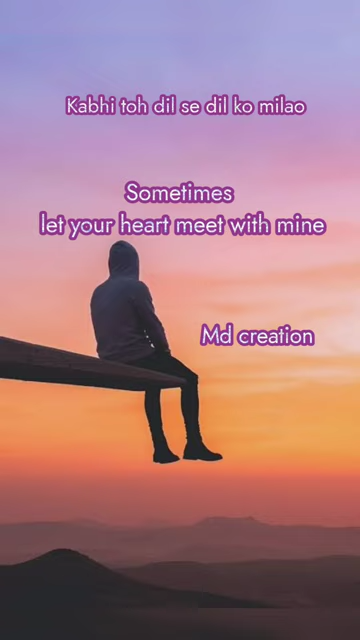 Kabhi toh dil se dil ko milao
Sometimes
let your heart meet with mine
Md creation